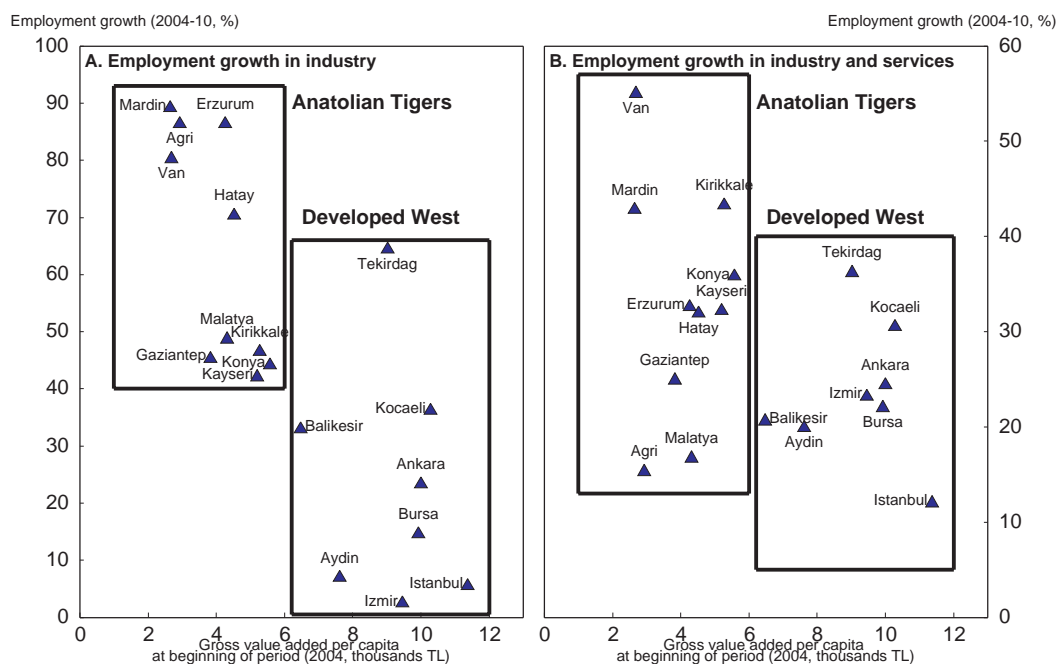 Employment growth (2004-10, %)
Employment growth (2004-10, %)
A. Employment growth in industry
100
90
80
70
60
50
40
30
20
10
0
Anatolian Tigers
Mardin
Erzurum
Agri
Van
Hatay
Developed West
Tekirdag
Malatya
Kirikkale
Gaziantep
Konya
Kayseri
Kocaeli
Balikesir
Ankara
Bursa
Aydin
Istanbul
Izmir
0
2
4
6
8
10
12
Gross value added per capita
at beginning of period (2004, thousands TL)
B. Employment growth in industry and services
60
50
40
30
20
10
0
Anatolian Tigers
Van
Mardin
Kirikkale
Developed West
Tekirdag
Konya
Kayseri
Erzurum
Hatay
Kocaeli
Gaziantep
Ankara
Izmir
Balikesir
Bursa
Aydin
Malatya
Agri
Istanbul
0
2
4
6
8
10
12
Gross value added per capita
at beginning of period (2004, thousands TL)